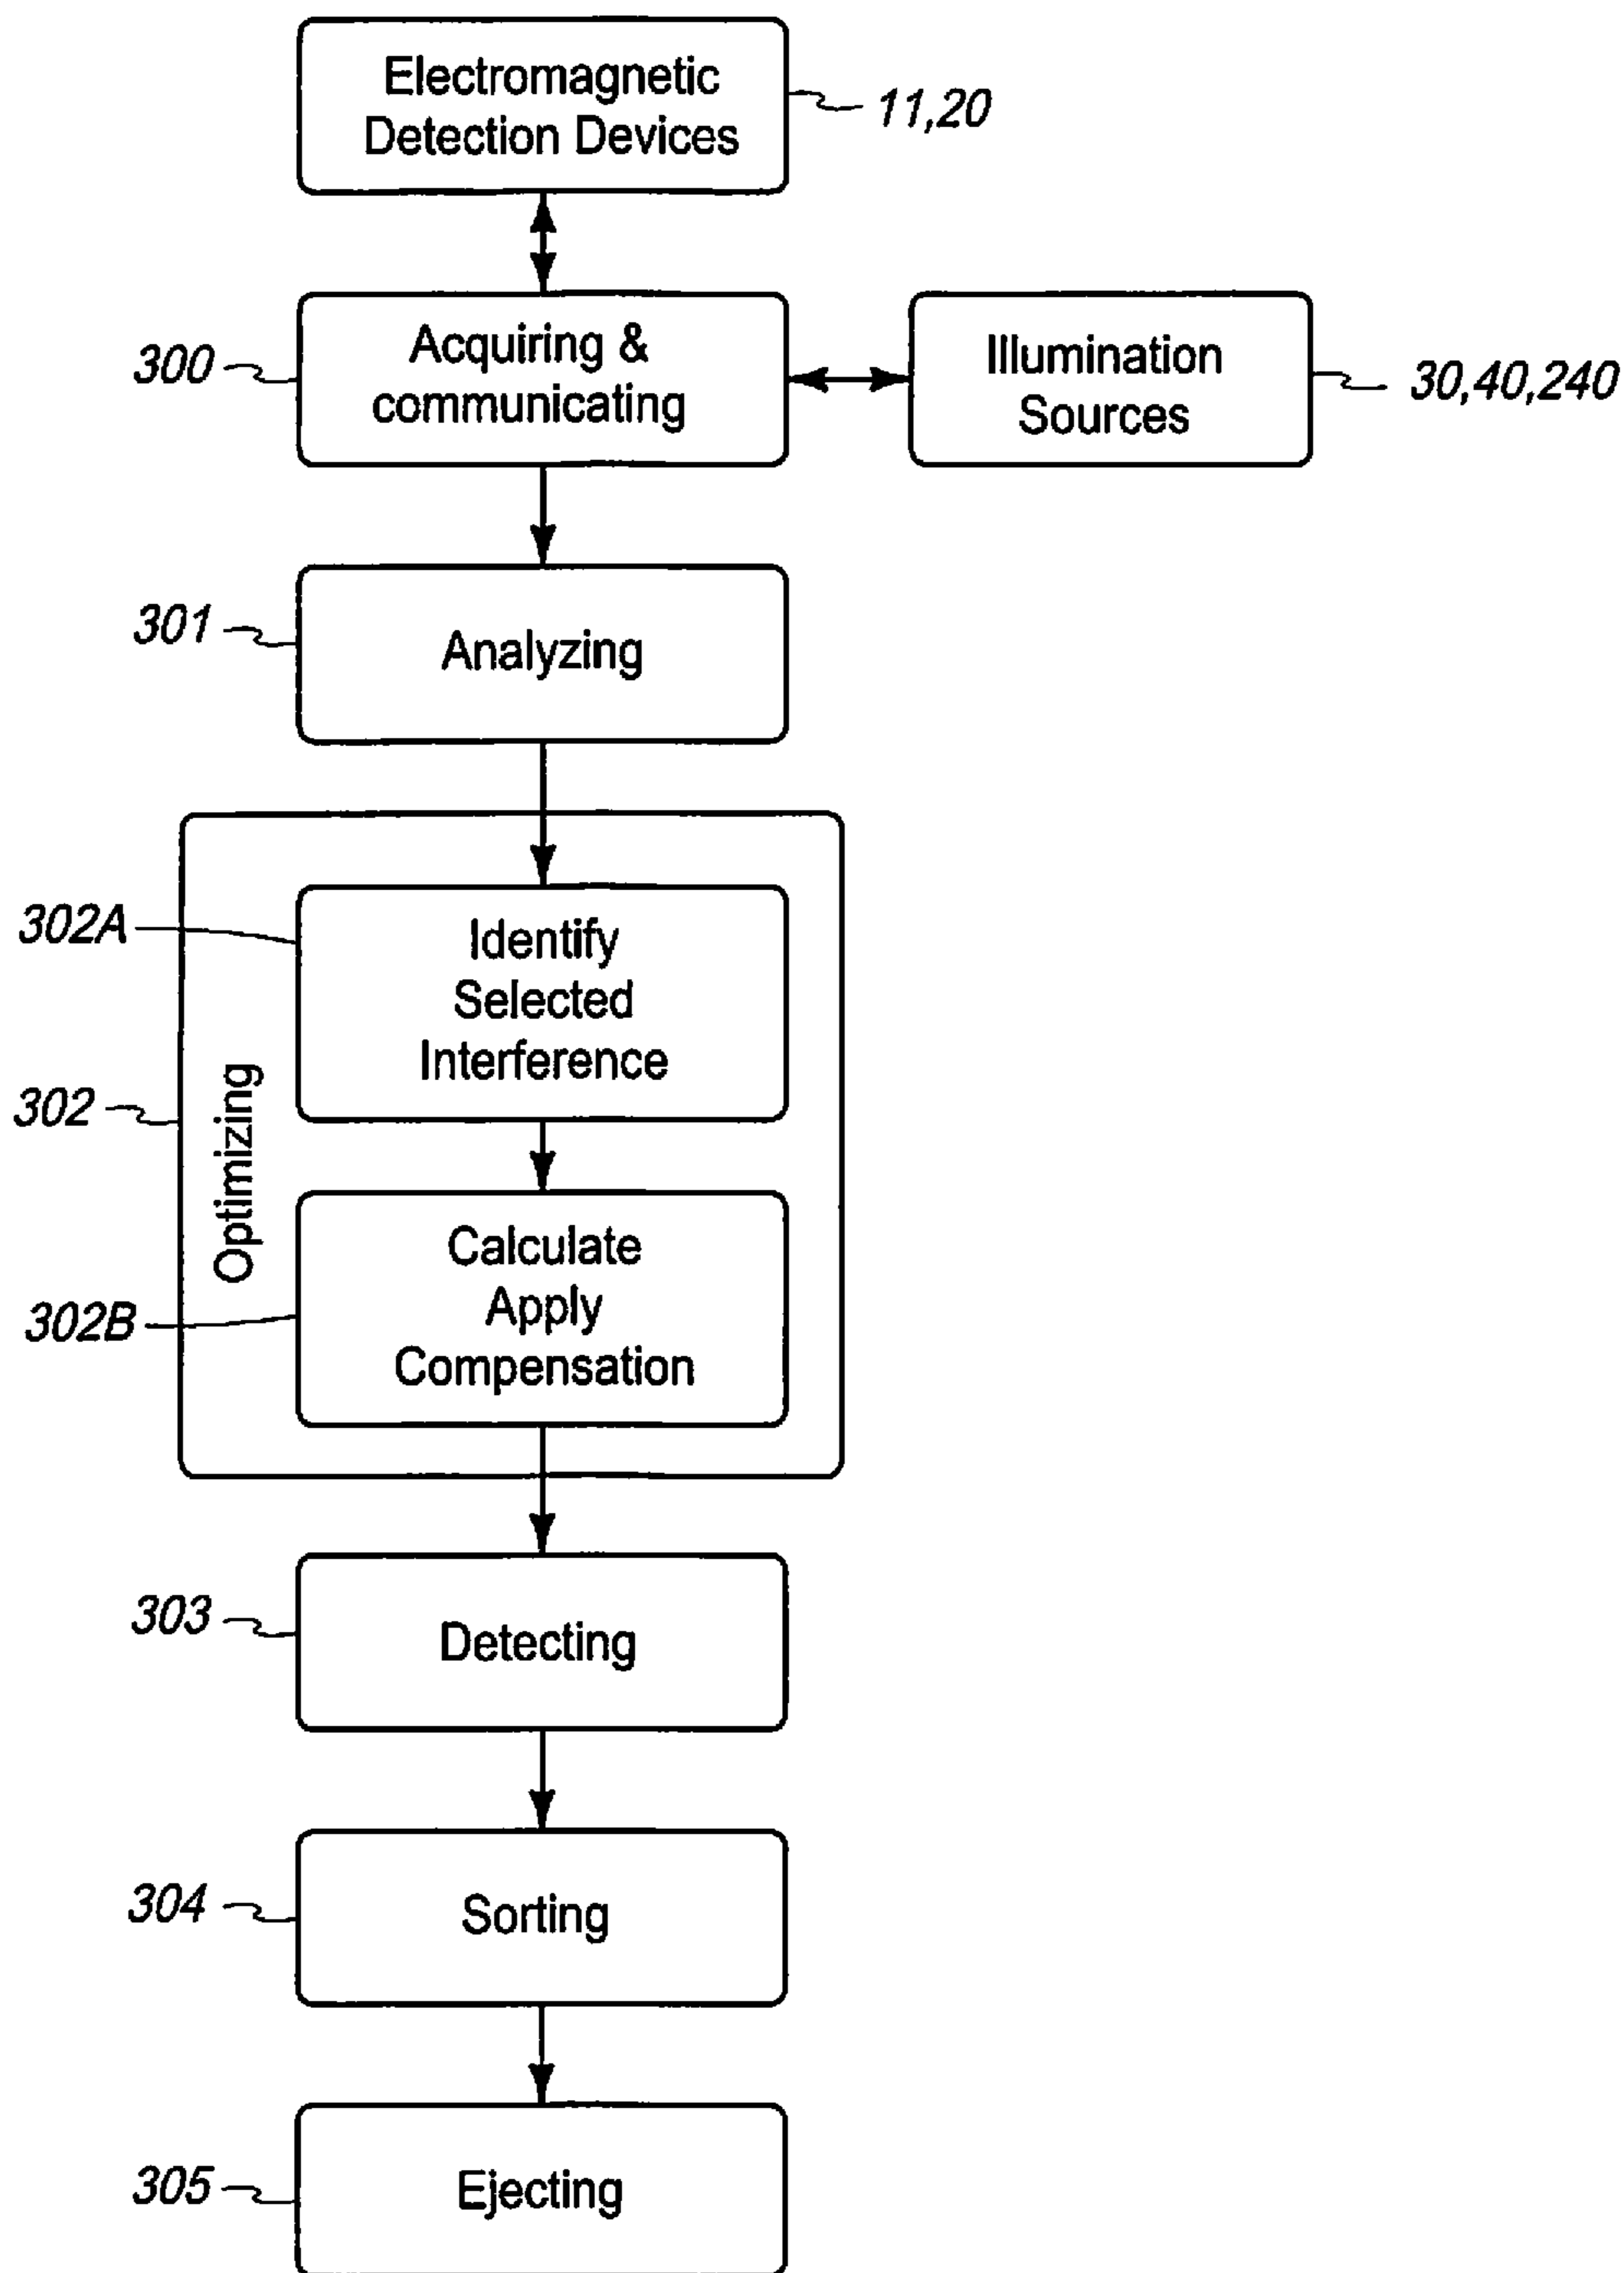 Electromagnetic
Detection Devices
11,20
300
Acquiring &
communicating
Illumination
Sources
30,40,240
301
Analyzing
302A
Identify
Selected
Interference
302
Optimizing
302B
Calculate
Apply
Compensation
303
Detecting
304
Sorting
305
Ejecting